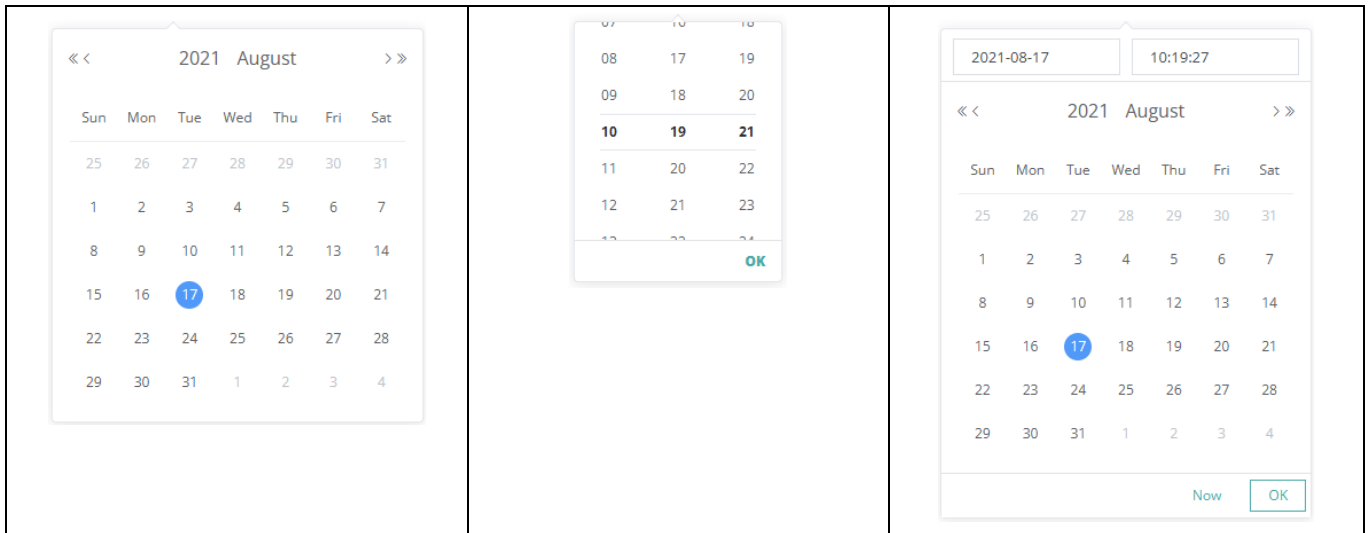 « < 2021 August > »
Sun Mon Tue Wed Thu Fri Sat
25 26 27 28 29 30 31
1 2 3 4 5 6 7
8 9 10 11 12 13 14
15 16 17 18 19 20 21
22 23 24 25 26 27 28
29 30 31 1 2 3 4
08 17 19
09 18 20
10 19 21
11 20 22
12 21 23
OK
2021-08-17 10:19:27
« < 2021 August > »
Sun Mon Tue Wed Thu Fri Sat
25 26 27 28 29 30 31
1 2 3 4 5 6 7
8 9 10 11 12 13 14
15 16 17 18 19 20 21
22 23 24 25 26 27 28
29 30 31 1 2 3 4
Now OK